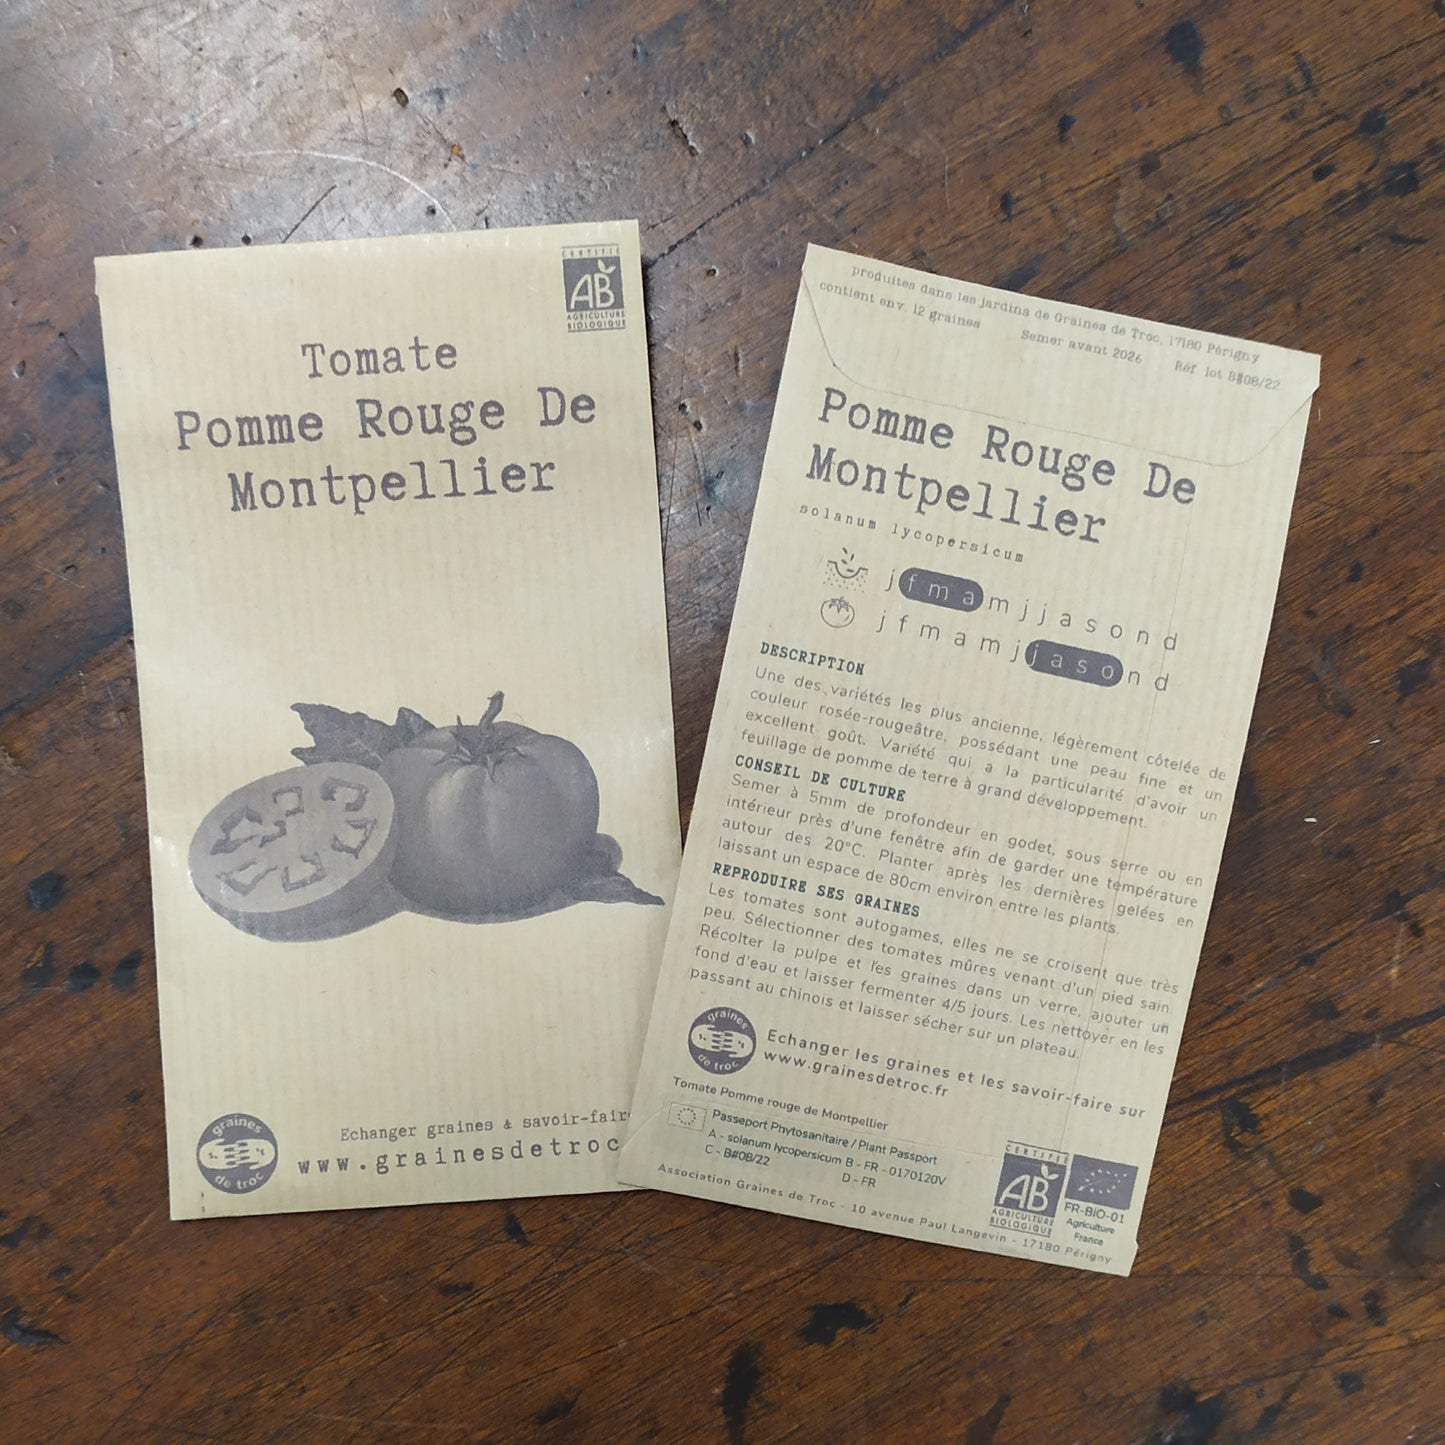 CERTIFIÉ
AB
AGRICULTURE
BIOLOGIQUE
Tomate
Pomme Rouge De
Montpellier
graines
de troc
Echanger graines & savoir-fair
www.grainesdetroc
produites dans les jardins de Graines de Troc, 17180 Périgny
contient env. 12 graines Semer avant 2026 Réf lot B#08/22
Pomme Rouge De
Montpellier
solanum lycopersicum
j f m a m j j a s o n d
j f m a m j j a s o n d
DESCRIPTION
Une des variétés les plus ancienne, légèrement côtelée de
couleur rosée-rougeâtre, possédant une peau fine et un
excellent goût. Variété qui a la particularité d'avoir un
feuillage de pomme de terre à grand développement.
CONSEIL DE CULTURE
Semer à 5mm de profondeur en godet, sous serre ou en
intérieur près d'une fenêtre afin de garder une température
autour des 20°C. Planter après les dernières gelées en
laissant un espace de 80cm environ entre les plants.
REPRODUIRE SES GRAINES
Les tomates sont autogames, elles ne se croisent que très
peu. Sélectionner des tomates mûres venant d'un pied sain.
Récolter la pulpe et les graines dans un verre, ajouter un
fond d'eau et laisser fermenter 4/5 jours. Les nettoyer en les
passant au chinois et laisser sécher sur un plateau.
graines
de troc
Echanger les graines et les savoir-faire sur
www.grainesdetroc.fr
Tomate Pomme rouge de Montpellier
Passeport Phytosanitaire / Plant Passport
A - solanum lycopersicum B - FR - 0170120V
C - B#08/22 D - FR
CERTIFIÉ
AB
AGRICULTURE
BIOLOGIQUE
FR-BIO-01
Agriculture
France
Association Graines de Troc - 10 avenue Paul Langevin - 17180 Périgny